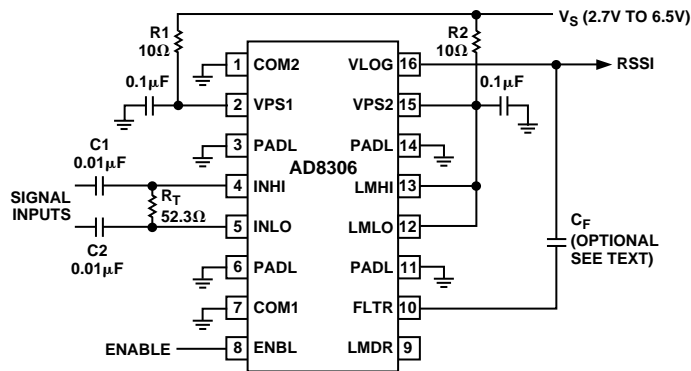 V_S (2.7V TO 6.5V)
R1
10Ω
R2
10Ω
0.1μF
1 COM2
VLOG 16
RSSI
0.1μF
2 VPS1
VPS2 15
3 PADL
PADL 14
AD8306
C1
0.01μF
4 INHI
LMHI 13
SIGNAL
INPUTS
R_T
52.3Ω
5 INLO
LMLO 12
C2
0.01μF
C_F
(OPTIONAL
SEE TEXT)
6 PADL
PADL 11
7 COM1
FLTR 10
ENABLE
8 ENBL
LMDR 9